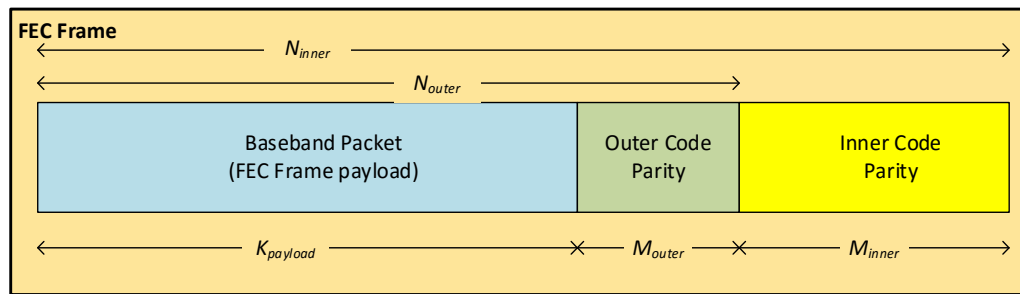 FEC Frame
N_inner
N_outer
Baseband Packet
(FEC Frame payload)
Outer Code
Parity
Inner Code
Parity
K_payload
M_outer
M_inner